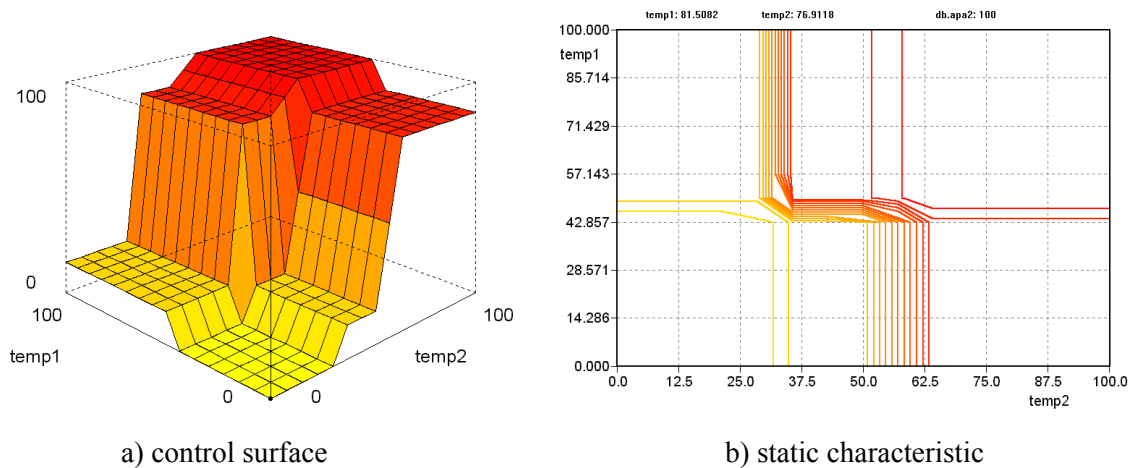 temp1: 81.5082 temp2: 76.9118 db.apa2: 100
100
0
100
temp1
0
0
temp2
100
100.000
temp1
85.714
71.429
57.143
42.857
28.571
14.286
0.000
0.0 12.5 25.0 37.5 50.0 62.5 75.0 87.5 100.0
temp2
a) control surface
b) static characteristic